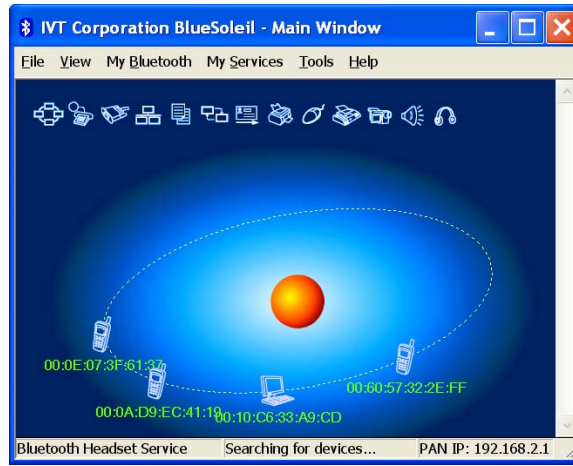 IVT Corporation BlueSoleil - Main Window
File View My Bluetooth My Services Tools Help
00:0E:07:3F:61:37
00:60:57:32:2E:FF
00:0A:D9:EC:41:19
00:10:C6:33:A9:CD
Bluetooth Headset Service Searching for devices... PAN IP: 192.168.2.1